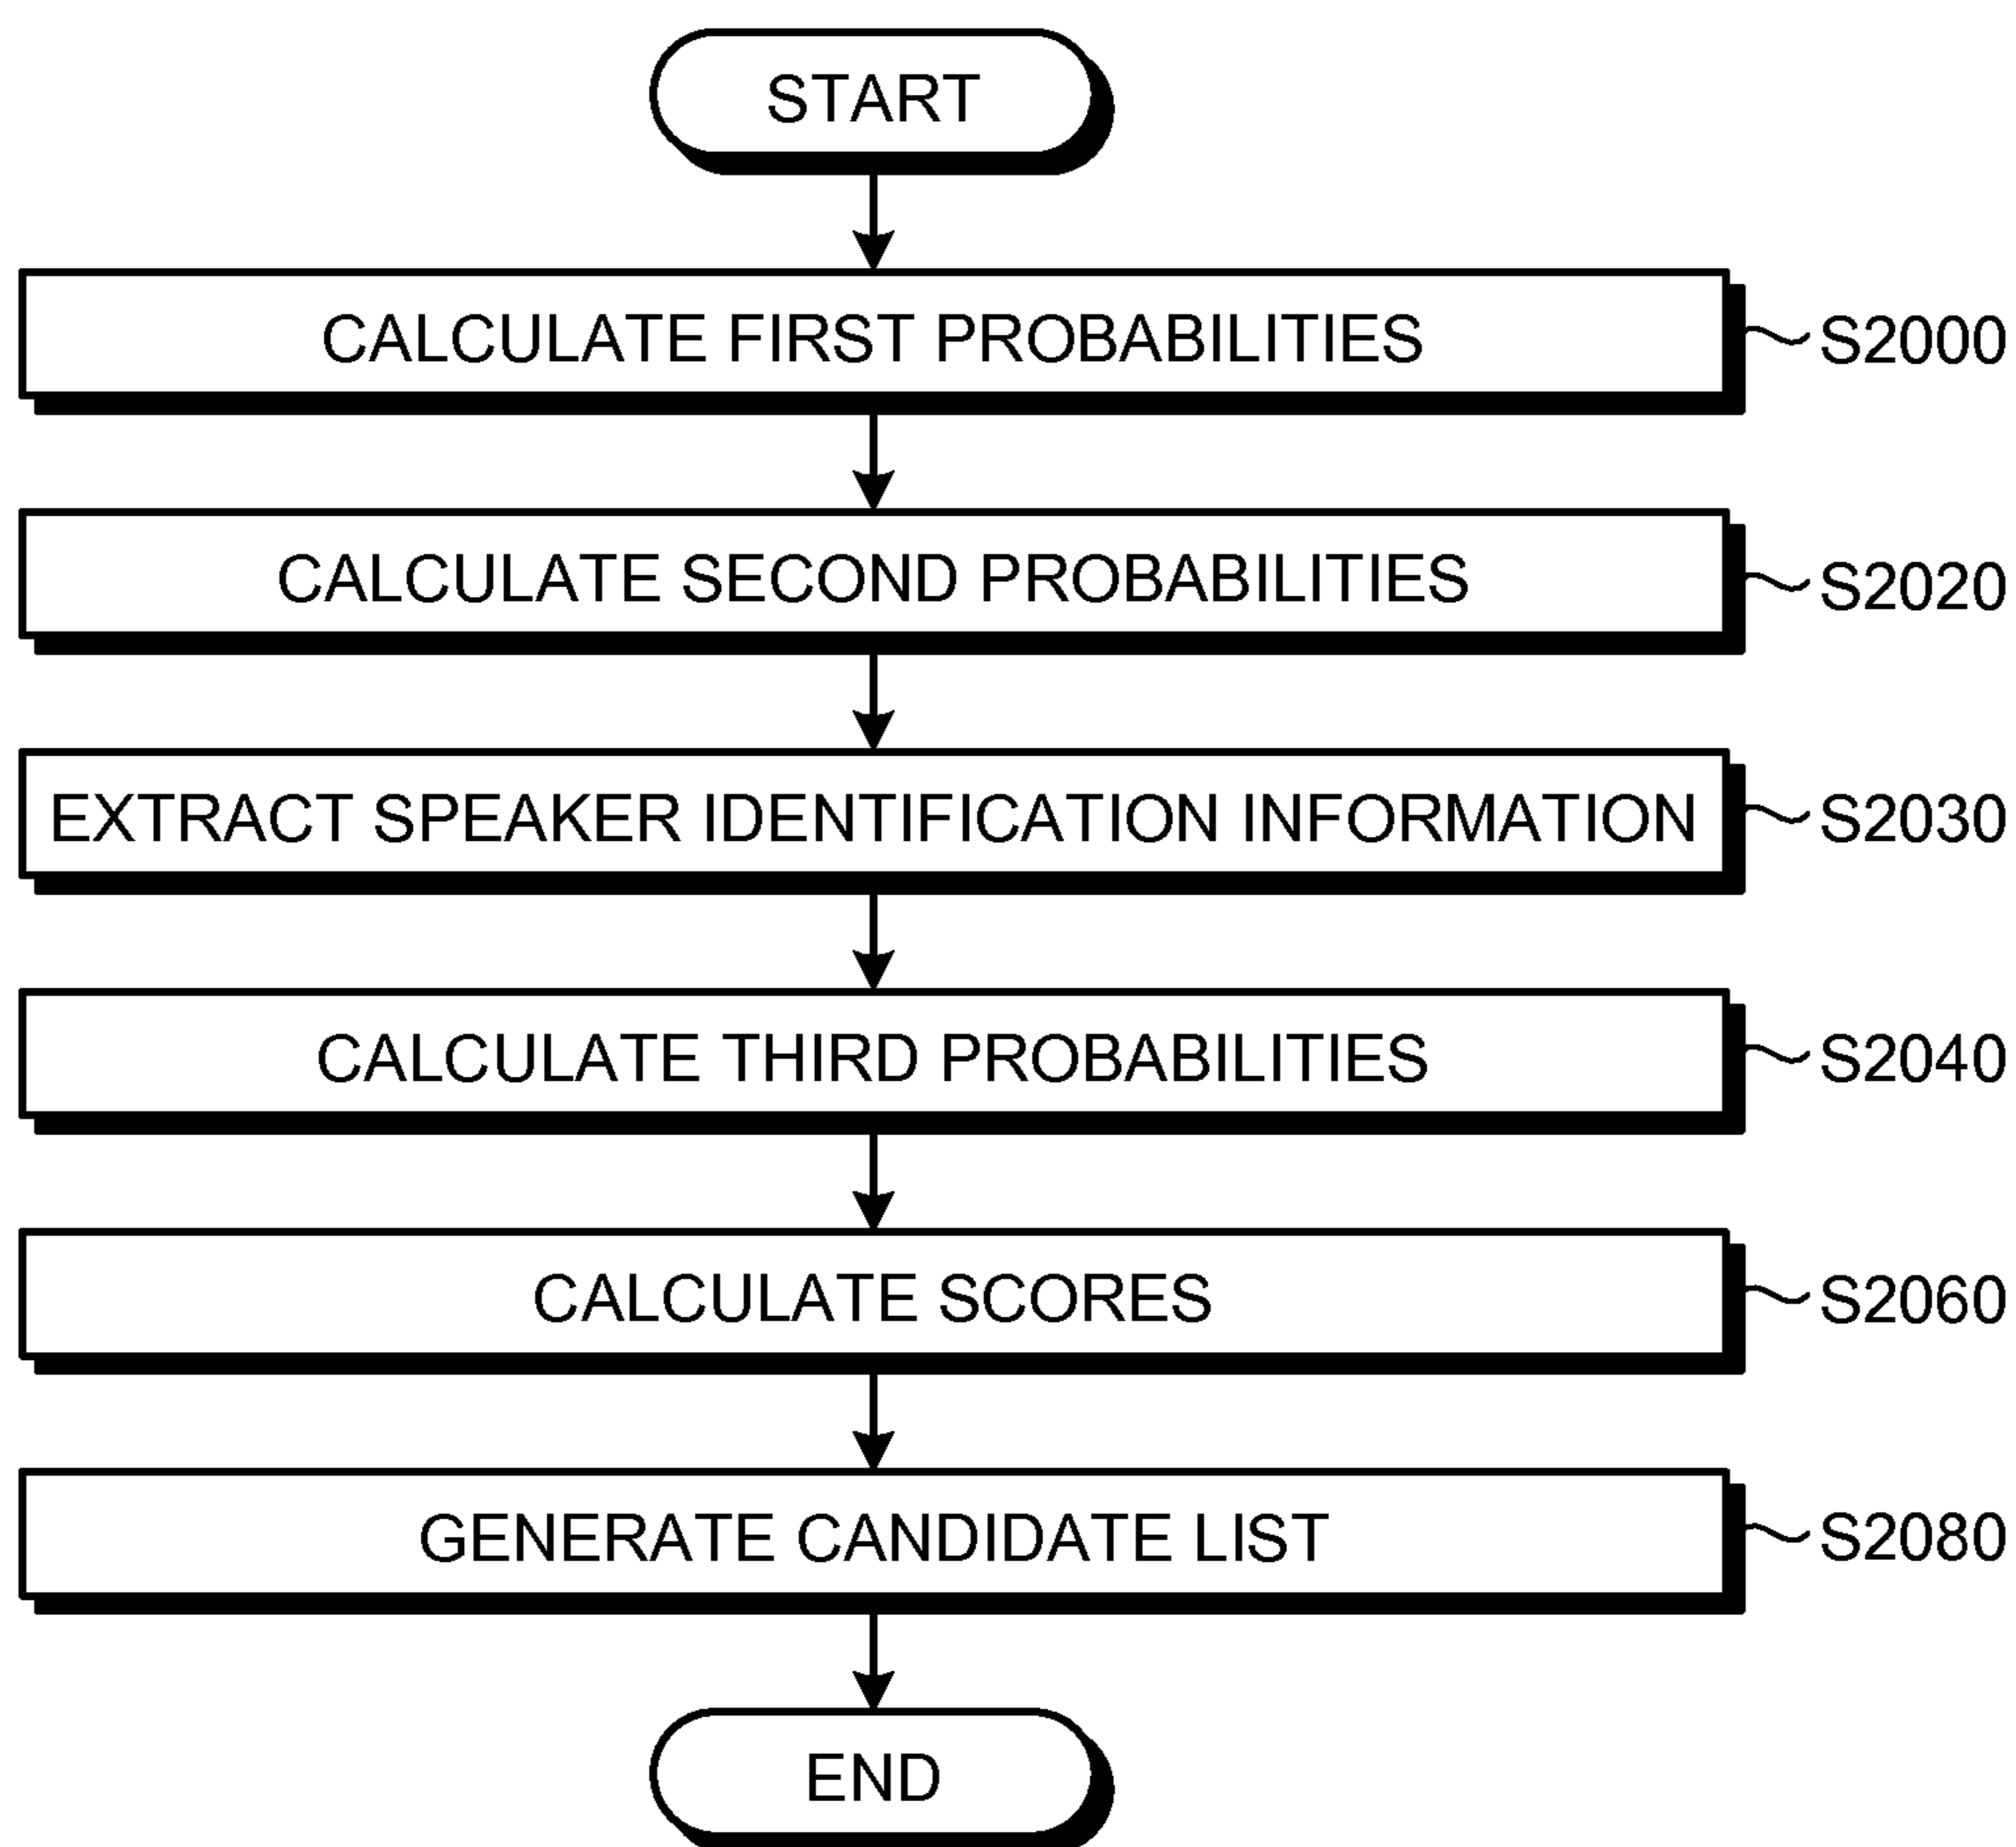 START
CALCULATE FIRST PROBABILITIES
S2000
CALCULATE SECOND PROBABILITIES
S2020
EXTRACT SPEAKER IDENTIFICATION INFORMATION
S2030
CALCULATE THIRD PROBABILITIES
S2040
CALCULATE SCORES
S2060
GENERATE CANDIDATE LIST
S2080
END